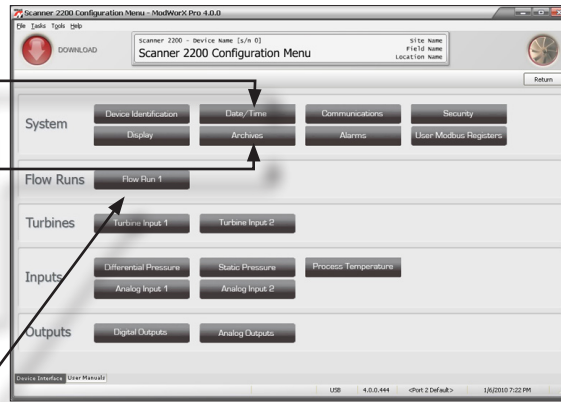 Scanner 2200 Configuration Menu - ModWorX Pro 4.0.0
File Tasks Tools Help
DOWNLOAD
Scanner 2200 - Device Name [s/n 0]
Scanner 2200 Configuration Menu
Site Name
Field Name
Location Name
Return
System
Device Identification
Date/Time
Communications
Security
Display
Archives
Alarms
User Modbus Registers
Flow Runs
Flow Run 1
Turbines
Turbine Input 1
Turbine Input 2
Inputs
Differential Pressure
Static Pressure
Process Temperature
Analog Input 1
Analog Input 2
Outputs
Digital Outputs
Analog Outputs
Device Interface User Manuals
USB 4.0.0.444 <Port 2 Default> 1/6/2010 7:22 PM